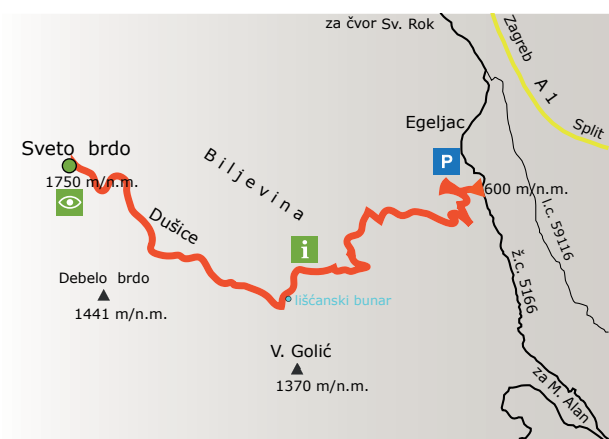 za čvor Sv. Rok
Zagreb
A 1
Split
Egeljac
P
Sveto brdo
1750 m/n.m.
Biljevina
600 m/n.m.
Dušice
l.c. 59116
i
ž.c. 5166
Debelo brdo
1441 m/n.m.
lišćanski bunar
V. Golić
1370 m/n.m.
za M. Alan